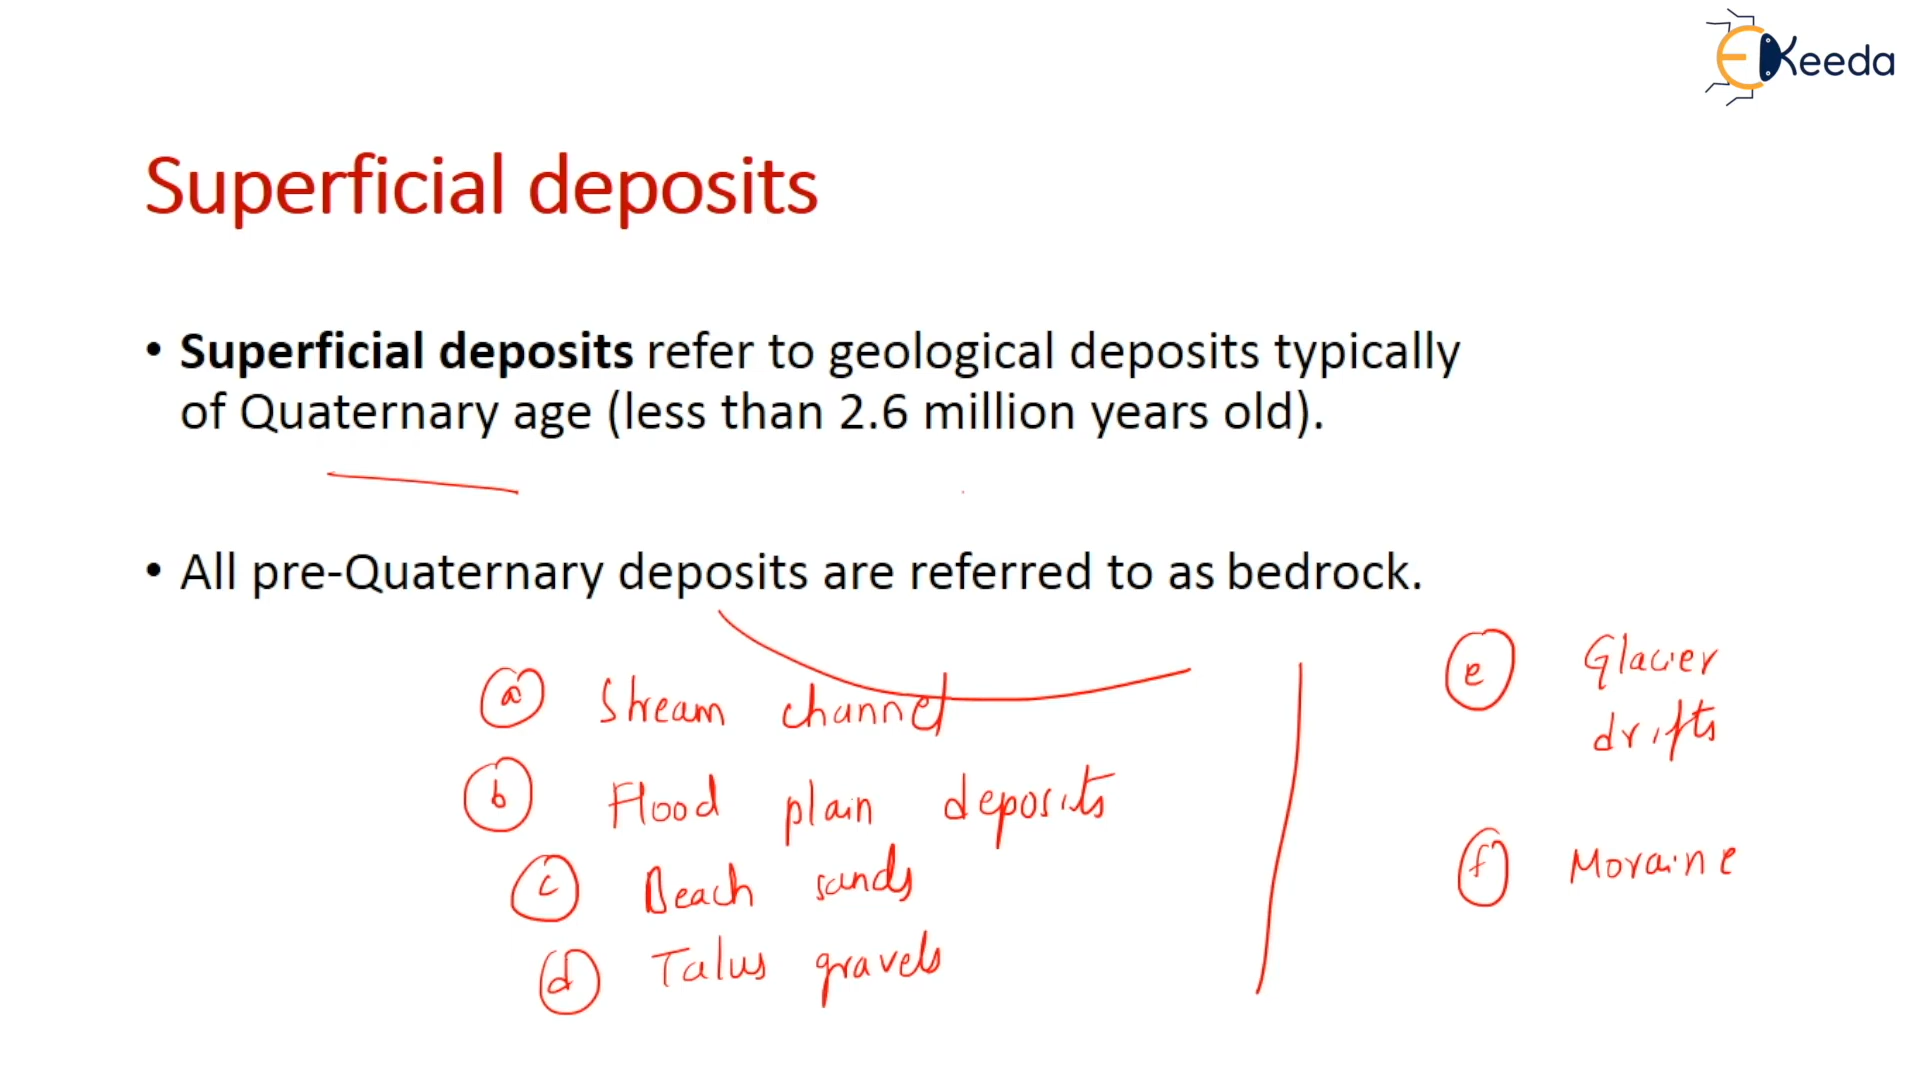 EKeeda
Superficial deposits
• Superficial deposits refer to geological deposits typically
of Quaternary age (less than 2.6 million years old).
• All pre-Quaternary deposits are referred to as bedrock.
a Stream channel
b Flood plain deposits
c Beach sands
d Talus gravels
e Glacier
drifts
f Moraine